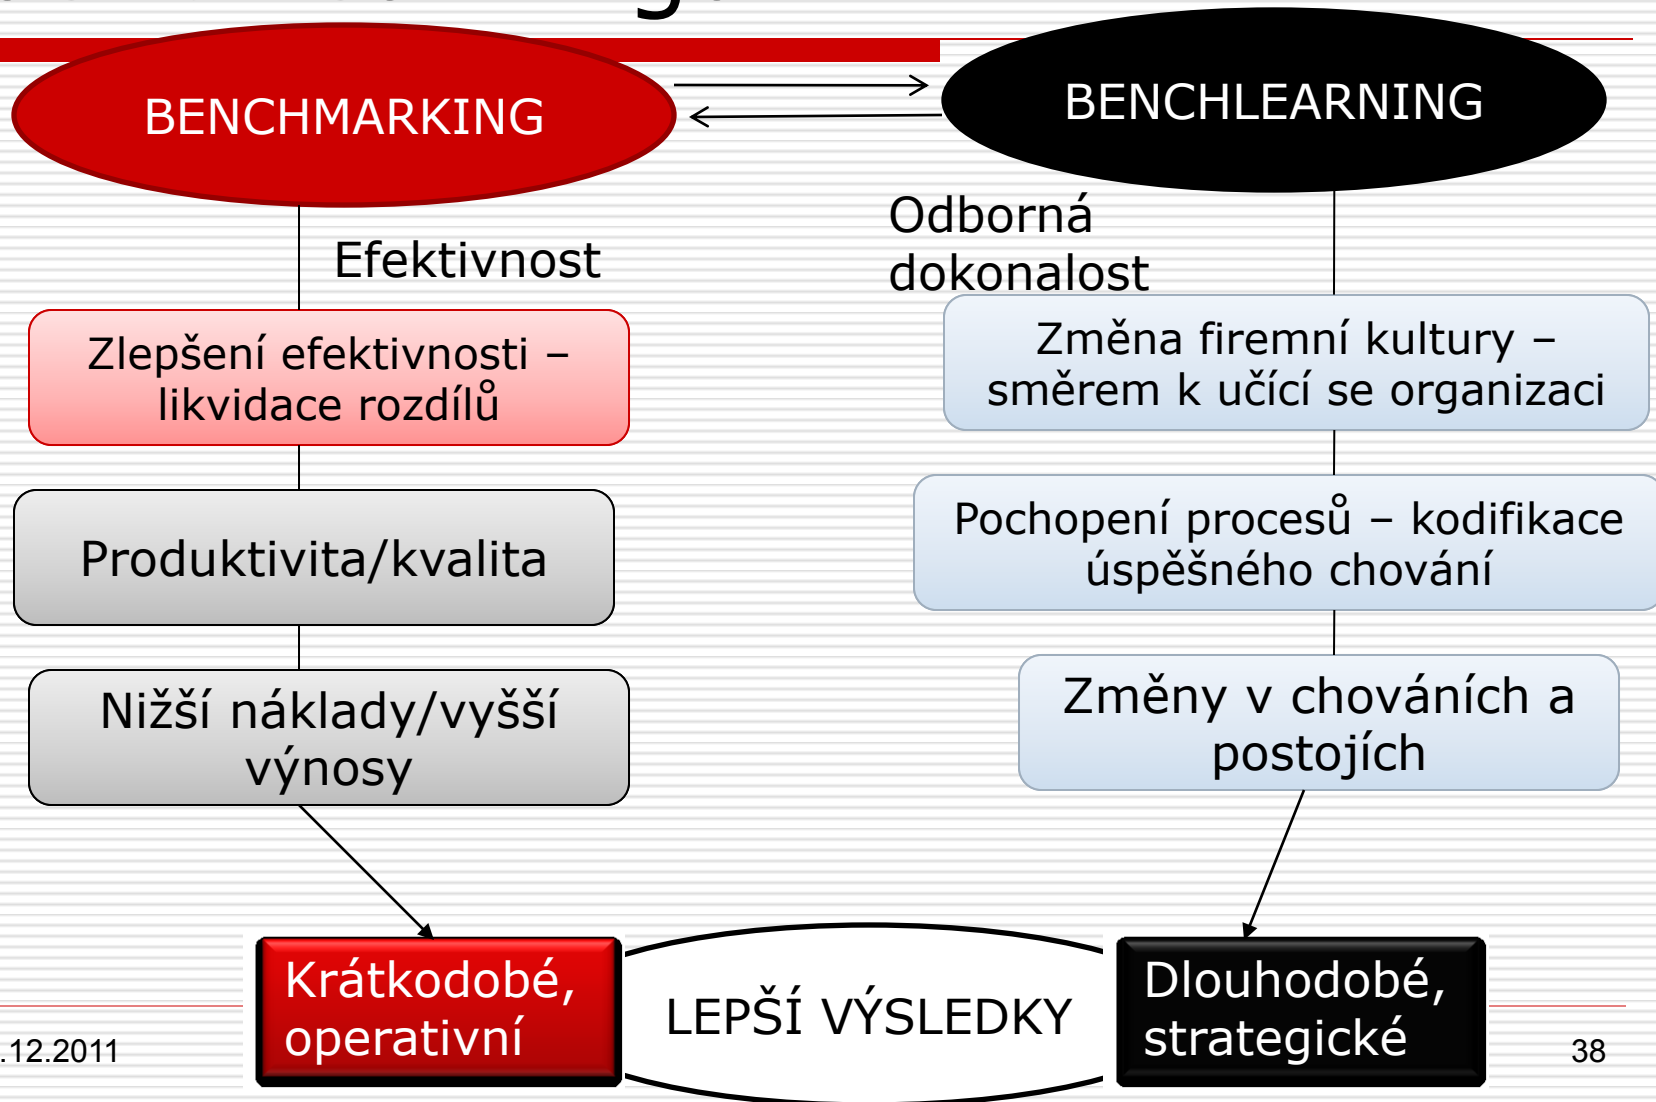 BENCHMARKING
BENCHLEARNING
Efektivnost
Odborná
dokonalost
Zlepšení efektivnosti –
likvidace rozdílů
Změna firemní kultury –
směrem k učící se organizaci
Produktivita/kvalita
Pochopení procesů – kodifikace
úspěšného chování
Nižší náklady/vyšší
výnosy
Změny v chováních a
postojích
Krátkodobé,
operativní
LEPŠÍ VÝSLEDKY
Dlouhodobé,
strategické
.12.2011
38